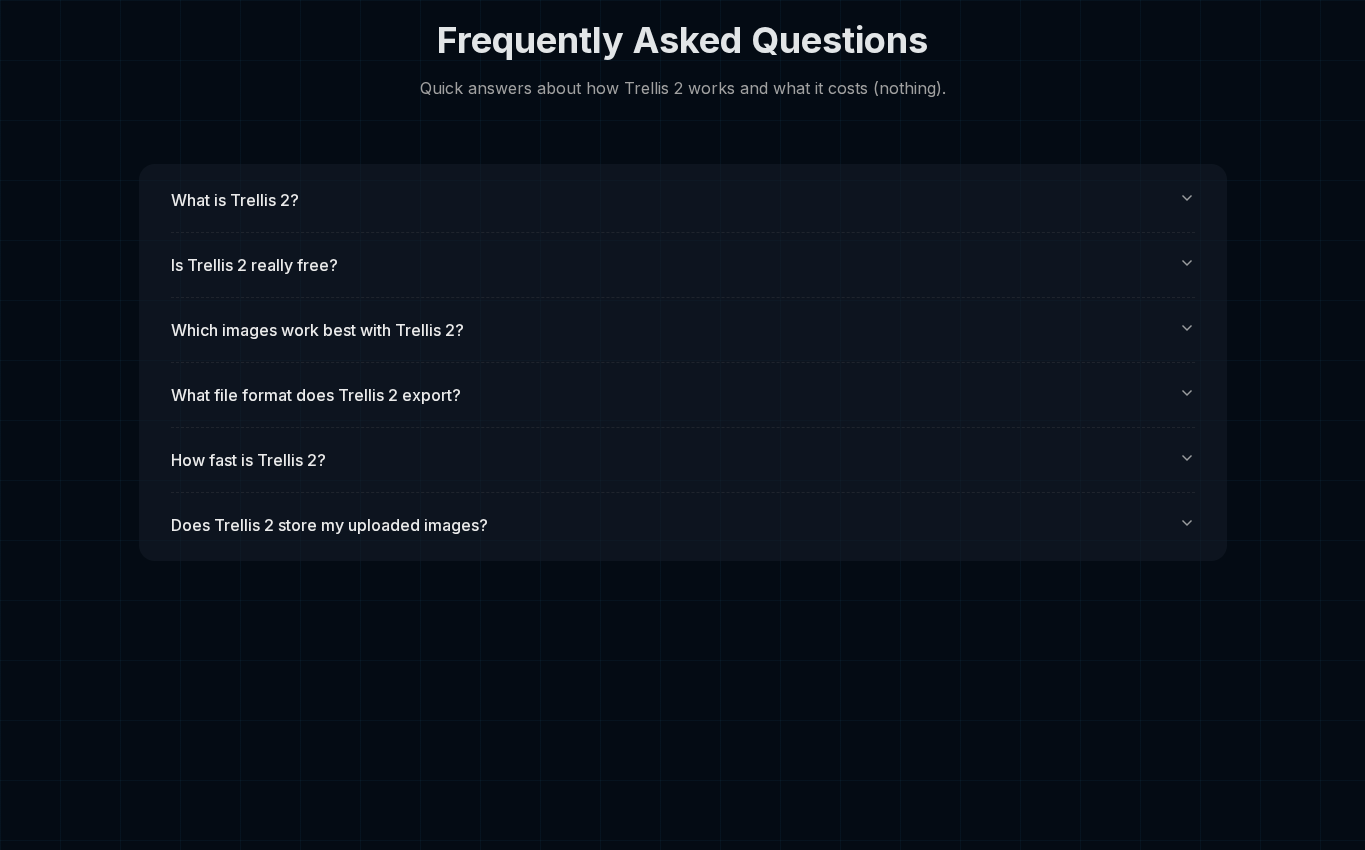 Frequently Asked Questions
Quick answers about how Trellis 2 works and what it costs (nothing).
What is Trellis 2?
Is Trellis 2 really free?
Which images work best with Trellis 2?
What file format does Trellis 2 export?
How fast is Trellis 2?
Does Trellis 2 store my uploaded images?